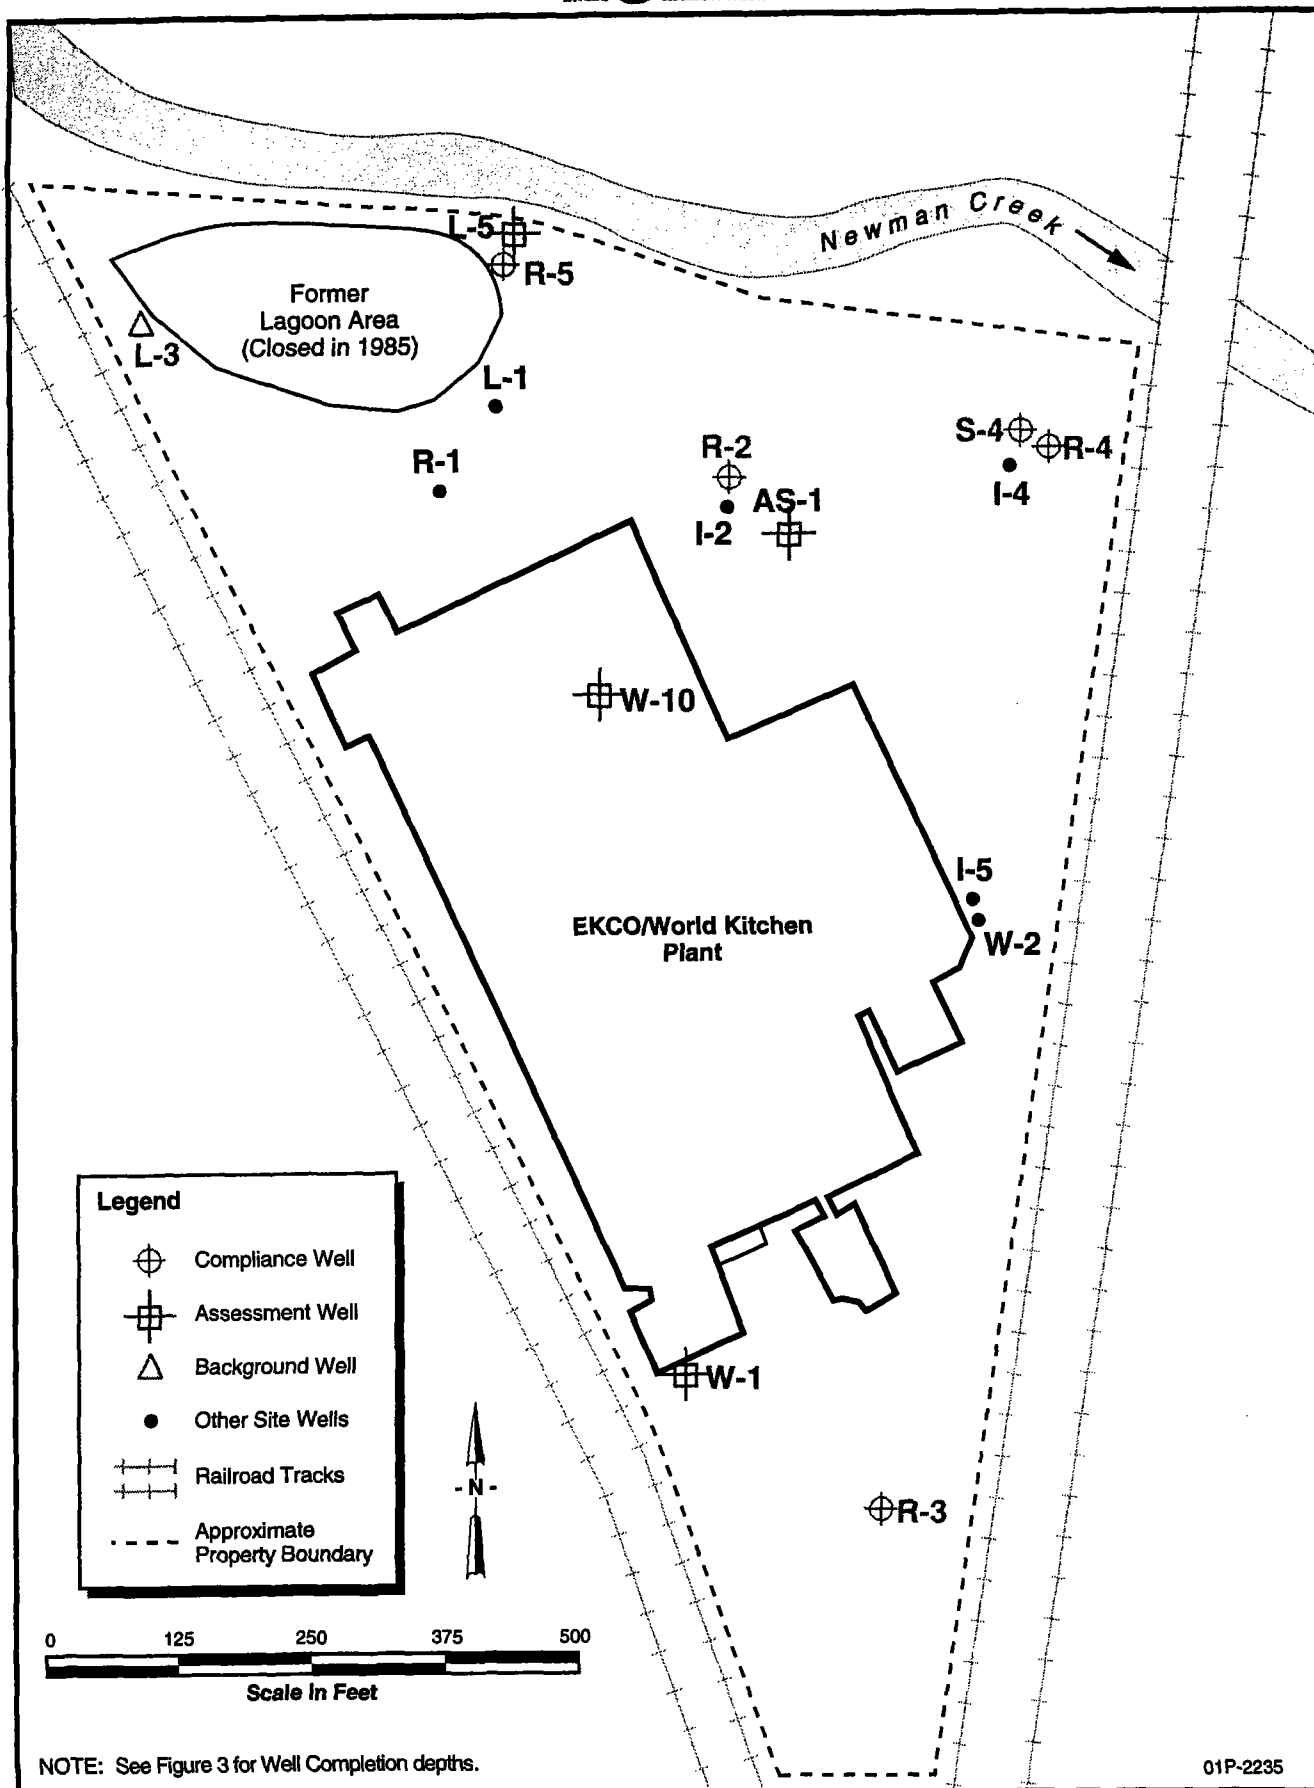 Newman Creek
L-5
R-5
Former
Lagoon Area
(Closed in 1985)
L-3
L-1
R-1
R-2
AS-1
I-2
S-4
R-4
I-4
W-10
I-5
W-2
EKCO/World Kitchen
Plant
W-1
R-3
Legend
Compliance Well
Assessment Well
Background Well
Other Site Wells
Railroad Tracks
Approximate
Property Boundary
- N -
0 125 250 375 500
Scale In Feet
NOTE: See Figure 3 for Well Completion depths.
01P-2235